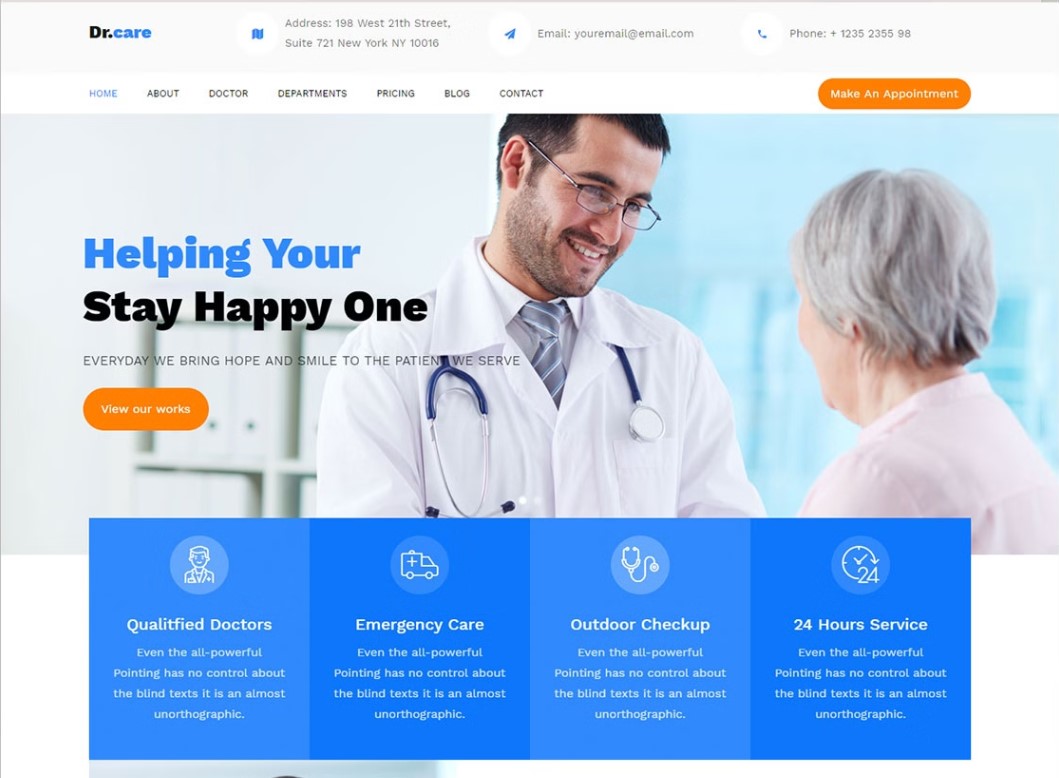 Dr.care
Address: 198 West 21th Street,
Suite 721 New York NY 10016
Email: youremail@email.com
Phone: + 1235 2355 98
HOME
ABOUT
DOCTOR
DEPARTMENTS
PRICING
BLOG
CONTACT
Make An Appointment
Helping Your
Stay Happy One
EVERYDAY WE BRING HOPE AND SMILE TO THE PATIENT WE SERVE
View our works
Qualitfied Doctors
Even the all-powerful
Pointing has no control about
the blind texts it is an almost
unorthographic.
Emergency Care
Even the all-powerful
Pointing has no control about
the blind texts it is an almost
unorthographic.
Outdoor Checkup
Even the all-powerful
Pointing has no control about
the blind texts it is an almost
unorthographic.
24
24 Hours Service
Even the all-powerful
Pointing has no control about
the blind texts it is an almost
unorthographic.